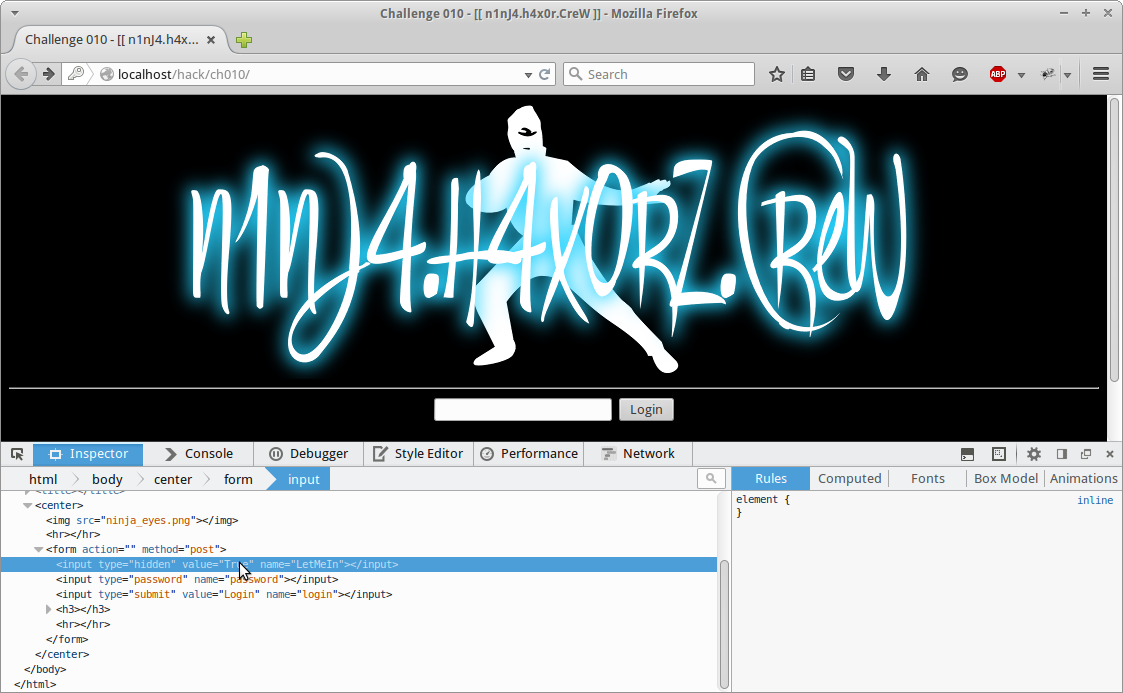 Challenge 010 - [[ n1nJ4.h4x0r.CreW ]] - Mozilla Firefox
Challenge 010 - [[ n1nJ4.h4x...
localhost/hack/ch010/
Search
ABP
n1nJ4.H4x0rZ.CReW
Login
Inspector
Console
Debugger
Style Editor
Performance
Network
html
body
center
form
input
Rules
Computed
Fonts
Box Model
Animations
<title></title>
<center>
<img src="ninja_eyes.png"></img>
<hr></hr>
<form action="" method="post">
<input type="hidden" value="True" name="LetMeIn"></input>
<input type="password" name="password"></input>
<input type="submit" value="Login" name="login"></input>
<h3></h3>
<hr></hr>
</form>
</center>
</body>
</html>
element {
inline
}